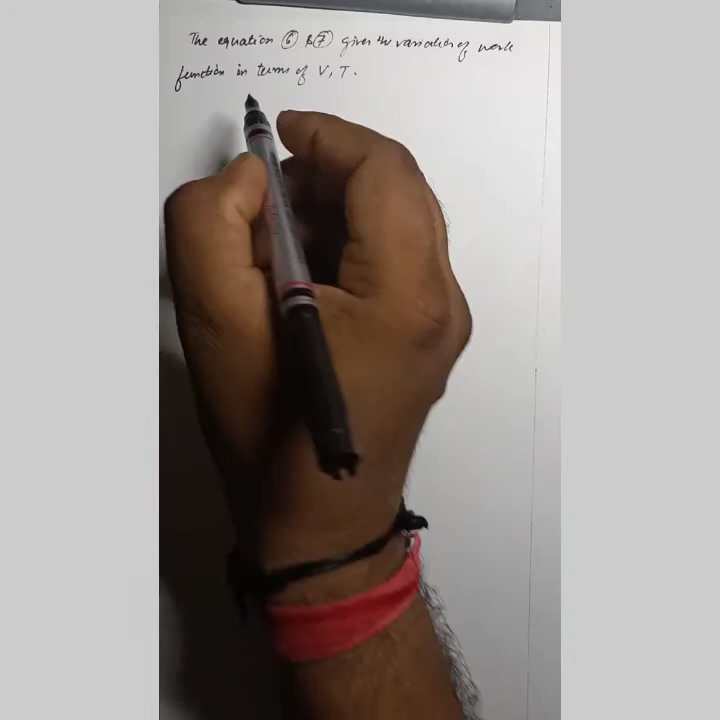 The equation ⑥ & ⑦ gives the variation of work
function in terms of V, T.